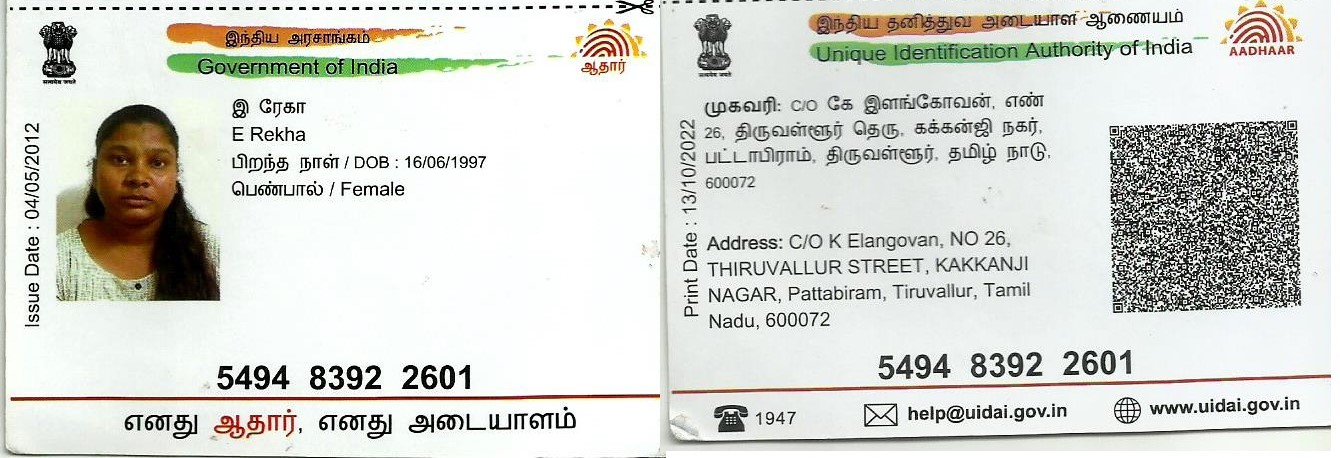 இந்திய அரசாங்கம்
Government of India
ஆதார்
Issue Date : 04/05/2012
இ ரேகா
E Rekha
பிறந்த நாள் / DOB : 16/06/1997
பெண்பால் / Female
5494 8392 2601
எனது ஆதார், எனது அடையாளம்
இந்திய தனித்துவ அடையாள ஆணையம்
Unique Identification Authority of India
AADHAAR
Print Date : 13/10/2022
முகவரி: C/O கே இளங்கோவன், எண்
26, திருவள்ளூர் தெரு, கக்கன்ஜி நகர்,
பட்டாபிராம், திருவள்ளூர், தமிழ் நாடு,
600072
Address: C/O K Elangovan, NO 26,
THIRUVALLUR STREET, KAKKANJI
NAGAR, Pattabiram, Tiruvallur, Tamil
Nadu, 600072
5494 8392 2601
1947
help@uidai.gov.in
www.uidai.gov.in